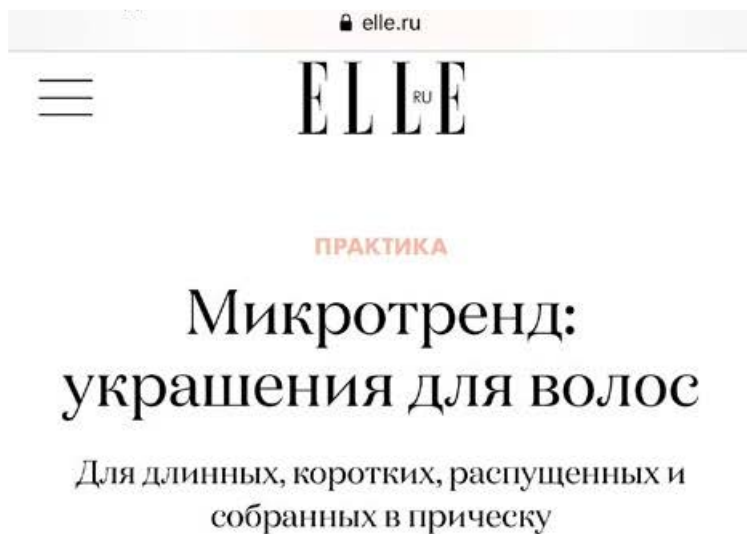 elle.ru
ELLE
RU
ПРАКТИКА
Микротренд:
украшения для волос
Для длинных, коротких, распущенных и
собранных в прическу